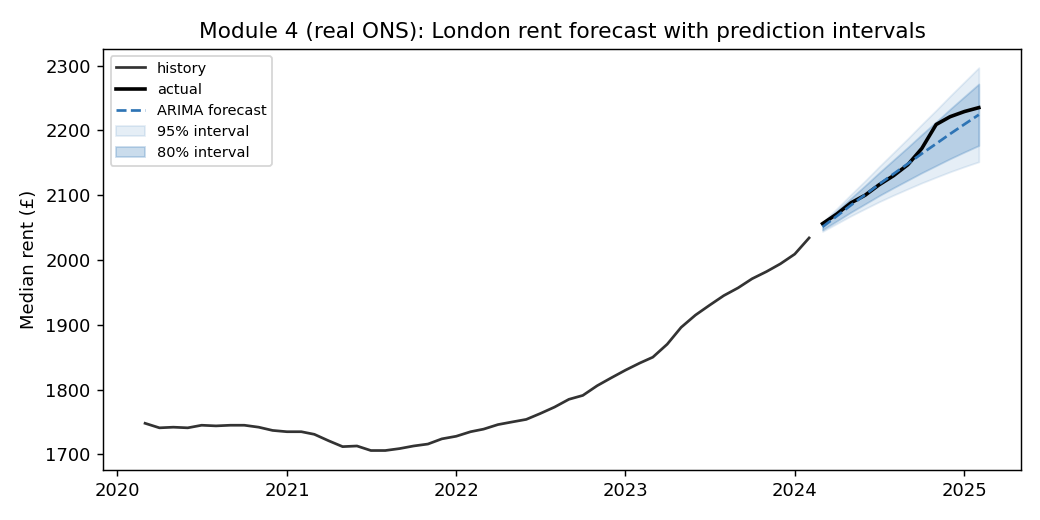 Module 4 (real ONS): London rent forecast with prediction intervals
history
actual
ARIMA forecast
95% interval
80% interval
Median rent (£)
2300
2200
2100
2000
1900
1800
1700
2020 2021 2022 2023 2024 2025